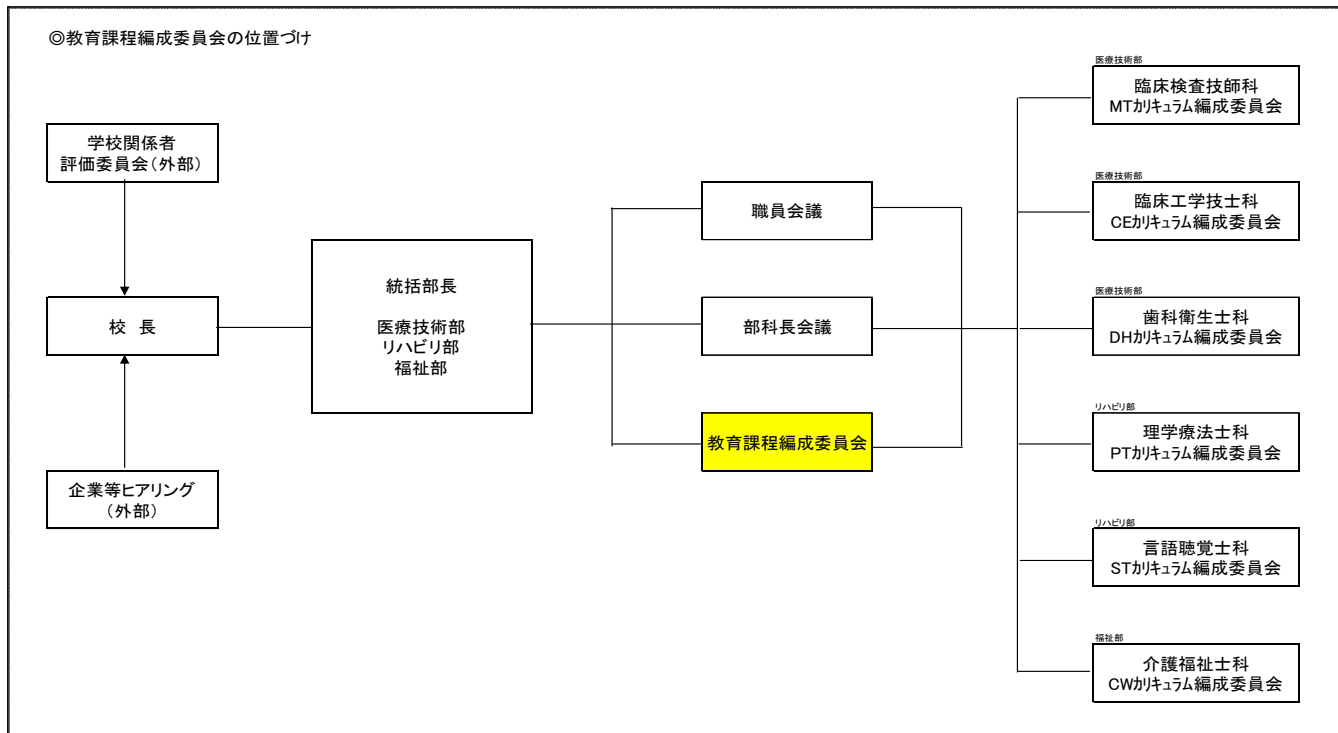 ◎教育課程編成委員会の位置づけ
学校関係者
評価委員会(外部)
校 長
企業等ヒアリング
(外部)
統括部長
医療技術部
リハビリ部
福祉部
職員会議
部科長会議
教育課程編成委員会
医療技術部
臨床検査技師科
MTカリキュラム編成委員会
医療技術部
臨床工学技士科
CEカリキュラム編成委員会
医療技術部
歯科衛生士科
DHカリキュラム編成委員会
リハビリ部
理学療法士科
PTカリキュラム編成委員会
リハビリ部
言語聴覚士科
STカリキュラム編成委員会
福祉部
介護福祉士科
CWカリキュラム編成委員会